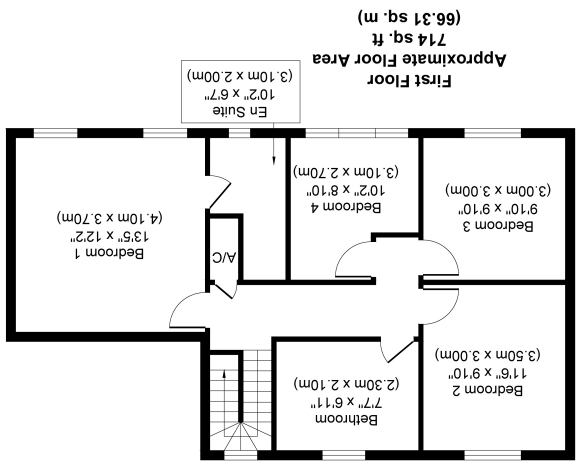 Bedroom 2
11'6" x 9'10"
(3.50m x 3.00m)
Bethroom
7'7" x 6'11"
(2.30m x 2.10m)
Bedroom 3
9'10" x 9'10"
(3.00m x 3.00m)
Bedroom 4
10'2" x 8'10"
(3.10m x 2.70m)
A/C
Bedroom 1
13'5" x 12'2"
(4.10m x 3.70m)
En Suite
10'2" x 6'7"
(3.10m x 2.00m)
First Floor
Approximate Floor Area
714 sq. ft
(66.31 sq. m)